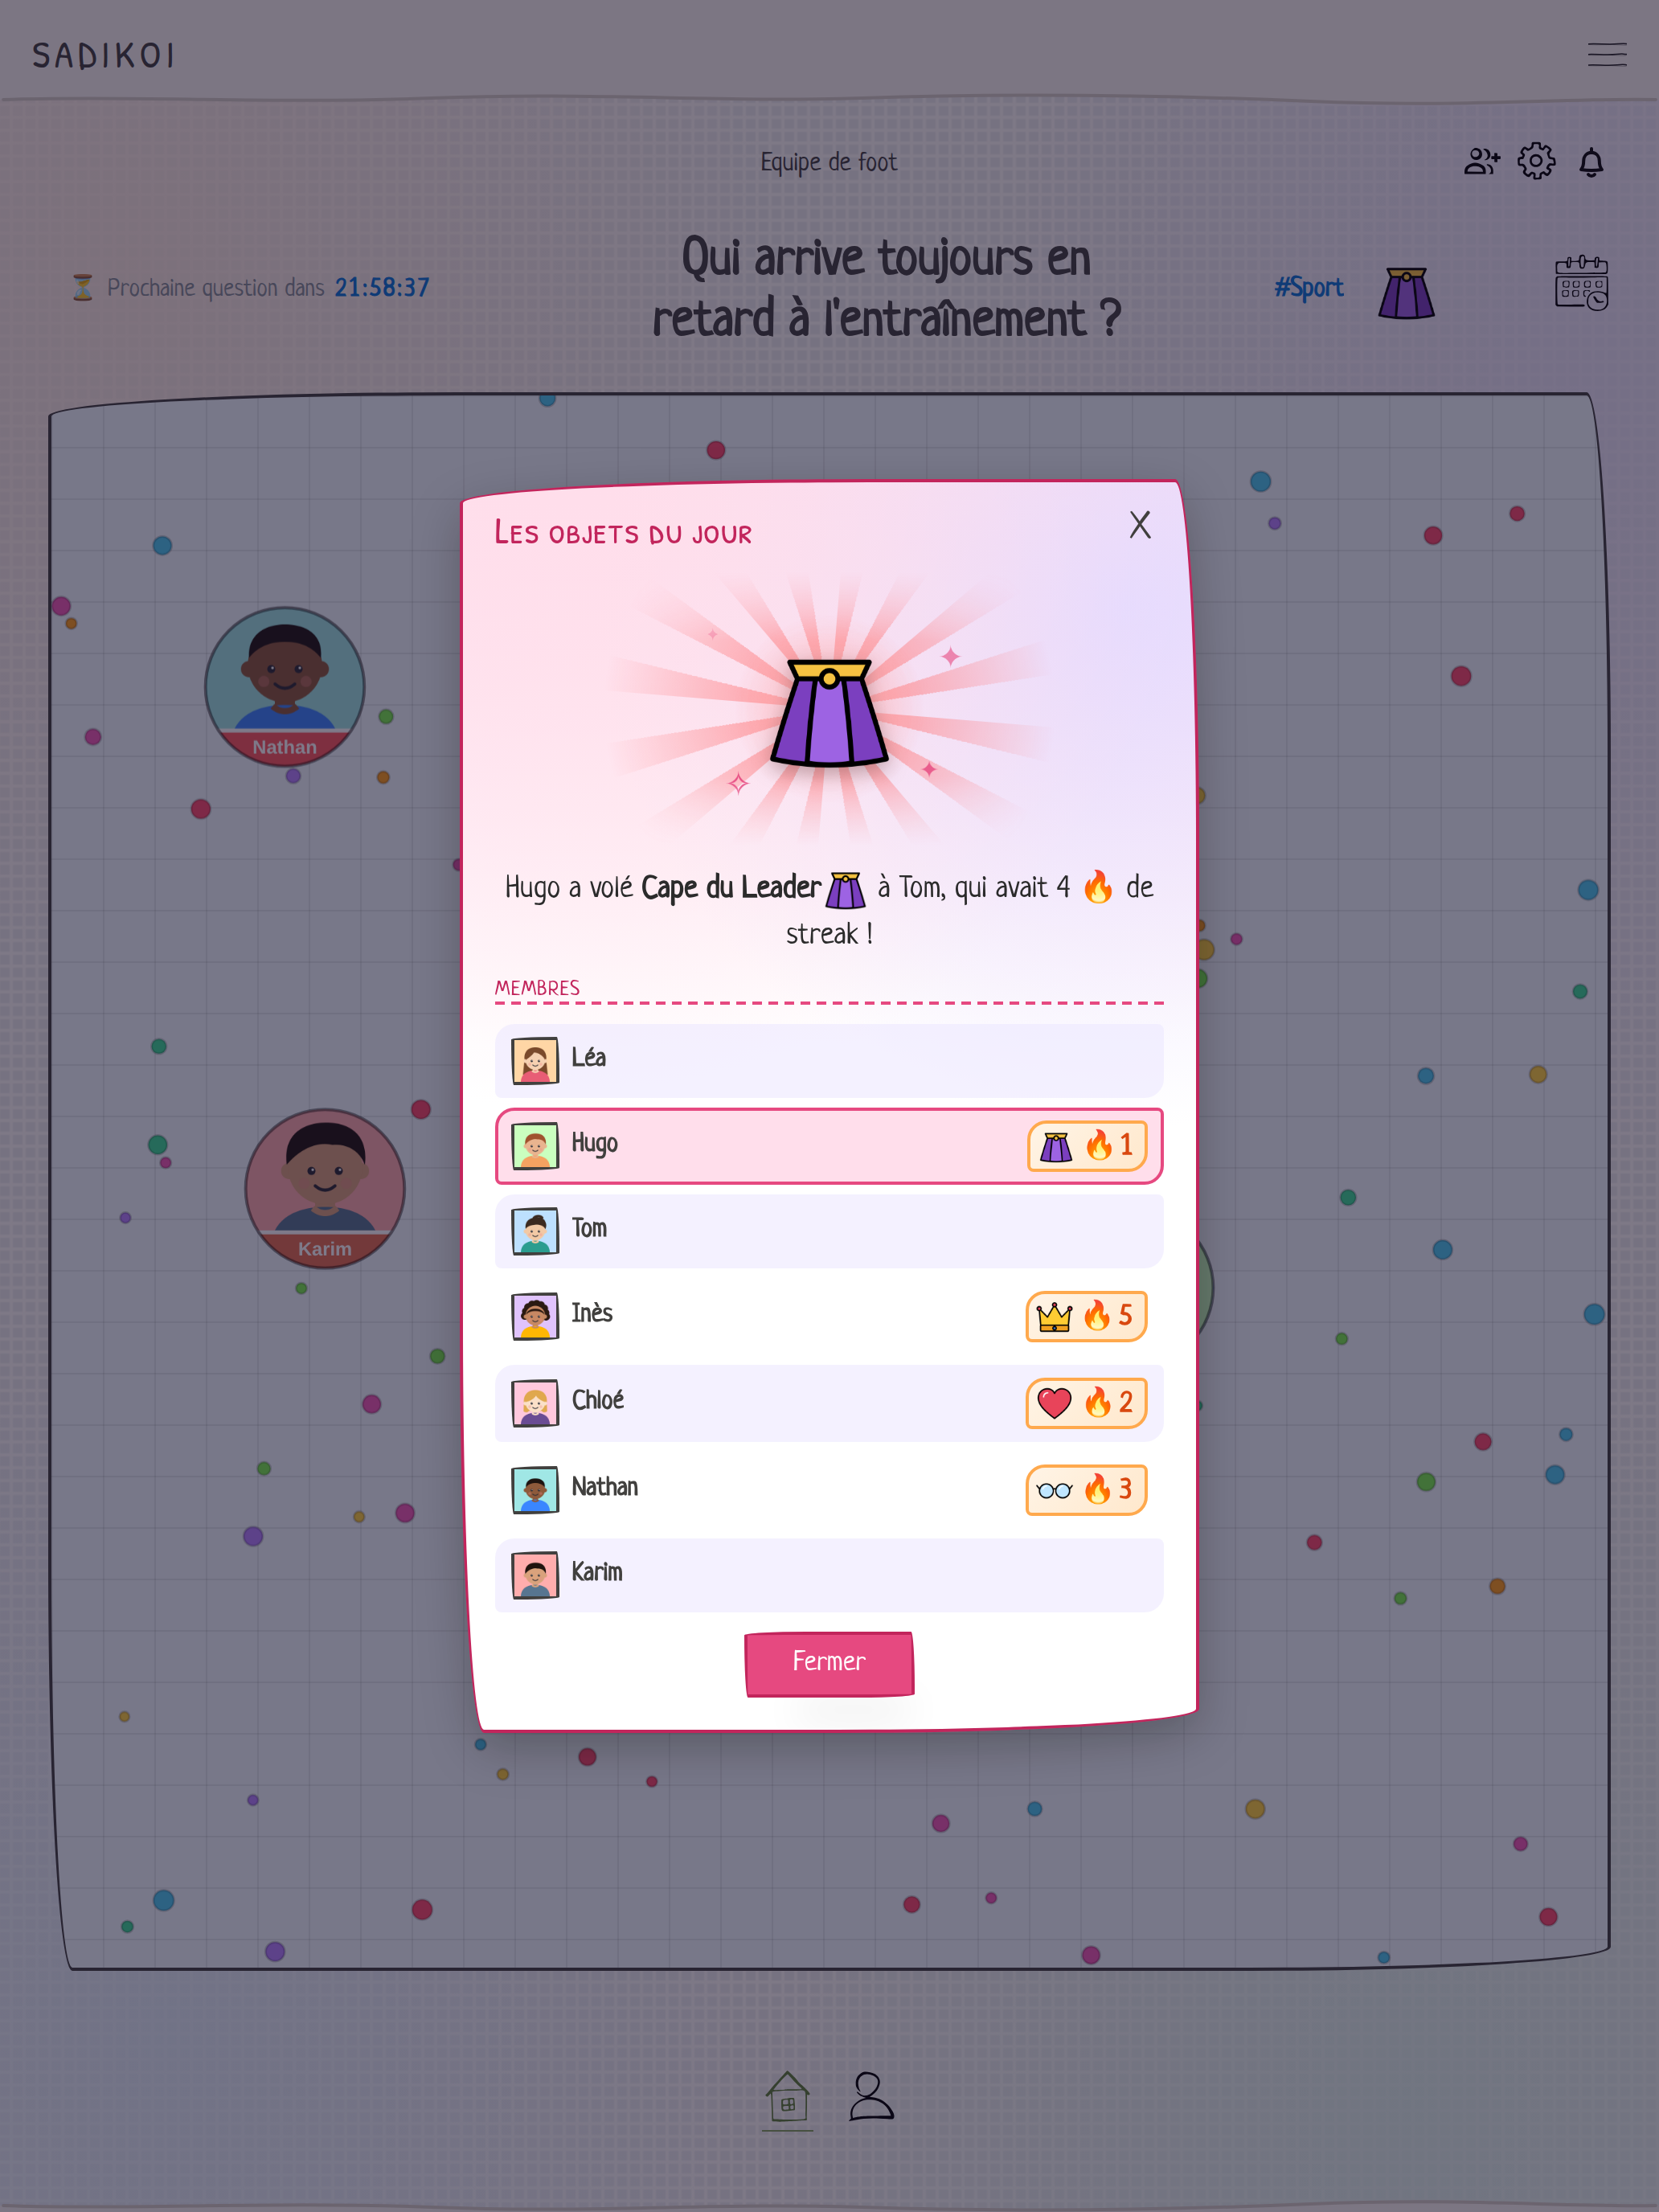 SADIKOI
Equipe de foot
Qui arrive toujours en
retard à l'entraînement ?
Prochaine question dans 21:58:37
#Sport
LES OBJETS DU JOUR
X
Hugo a volé Cape du Leader à Tom, qui avait 4 🔥 de
streak !
MEMBRES
Léa
Hugo 🔥 1
Tom
Inès 🔥 5
Chloé 🔥 2
Nathan 🔥 3
Karim
Fermer
Nathan
Karim